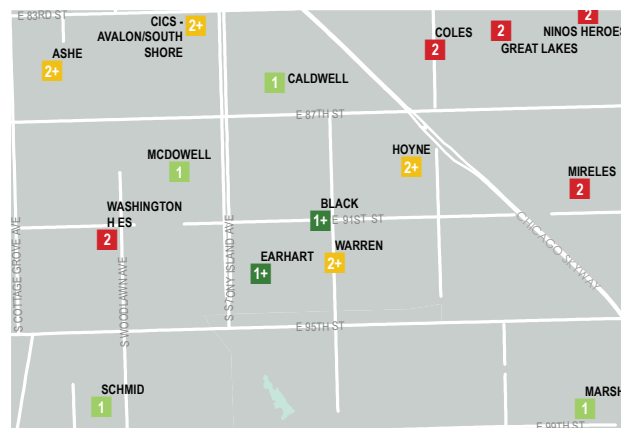 E 83RD ST
CICS -
AVALON/SOUTH
SHORE
2+
ASHE
2+
COLES
2
2
GREAT LAKES
2
NINOS HEROES
1
CALDWELL
E 87TH ST
MCDOWELL
1
HOYNE
2+
MIRELES
2
WASHINGTON
H ES
2
BLACK
1+
E 91ST ST
EARHART
1+
WARREN
2+
S COTTAGE GROVE AVE
S WOODLAWN AVE
S STONY ISLAND AVE
CHICAGO SKYWAY
E 95TH ST
SCHMID
1
MARSH
1
E 99TH ST